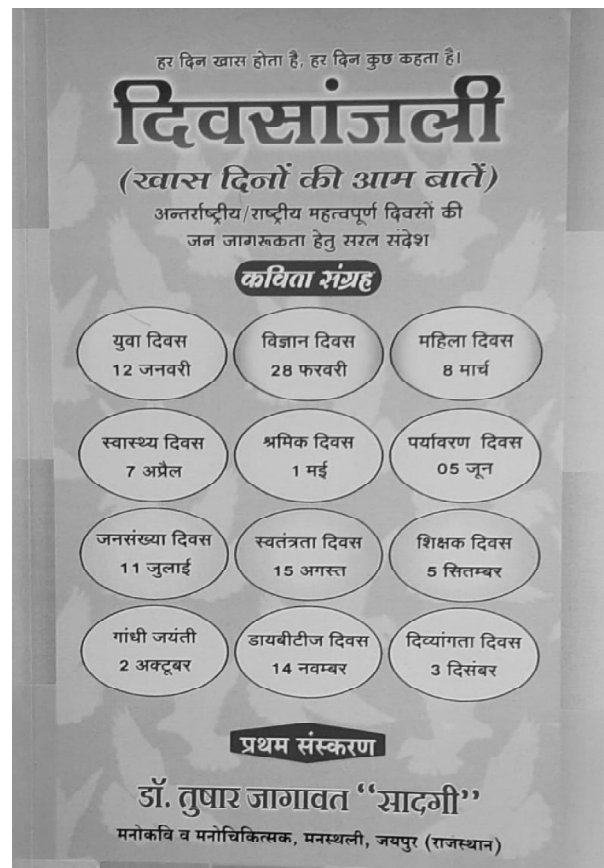 हर दिन खास होता है, हर दिन कुछ कहता है।
दिवसांजली
(खास दिनों की आम बातें)
अन्तर्राष्ट्रीय/राष्ट्रीय महत्वपूर्ण दिवसों की
जन जागरूकता हेतु सरल संदेश
कविता संग्रह
युवा दिवस
12 जनवरी
विज्ञान दिवस
28 फरवरी
महिला दिवस
8 मार्च
स्वास्थ्य दिवस
7 अप्रैल
श्रमिक दिवस
1 मई
पर्यावरण दिवस
05 जून
जनसंख्या दिवस
11 जुलाई
स्वतंत्रता दिवस
15 अगस्त
शिक्षक दिवस
5 सितम्बर
गांधी जयंती
2 अक्टूबर
डायबीटीज दिवस
14 नवम्बर
दिव्यांगता दिवस
3 दिसंबर
प्रथम संस्करण
डॉ. तुषार जागावत “सादगी”
मनोकवि व मनोचिकित्सक, मनस्थली, जयपुर (राजस्थान)